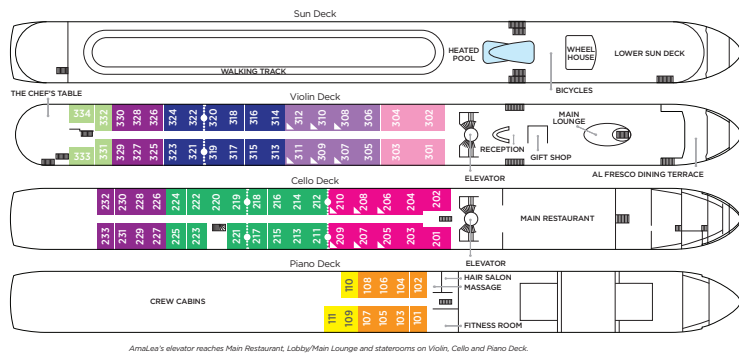 Sun Deck
HEATED
POOL
WHEEL
HOUSE
LOWER SUN DECK
WALKING TRACK
BICYCLES
THE CHEF'S TABLE
Violin Deck
334 332 330 328 326 324 322 320 318 316 314 312 310 308 306 304 302
MAIN
LOUNGE
RECEPTION
GIFT SHOP
333 331 329 327 325 323 321 319 317 315 313 311 309 307 305 303 301
ELEVATOR
AL FRESCO DINING TERRACE
Cello Deck
232 230 228 226 224 222 220 219 218 216 214 212 210 208 206 204 202
MAIN RESTAURANT
233 231 229 227 225 223 221 217 215 213 211 209 207 205 203 201
ELEVATOR
Piano Deck
110 108 106 104 102
HAIR SALON
MASSAGE
CREW CABINS
111 109 107 105 103 101
FITNESS ROOM
AmaLea's elevator reaches Main Restaurant, Lobby/Main Lounge and staterooms on Violin, Cello and Piano Deck.